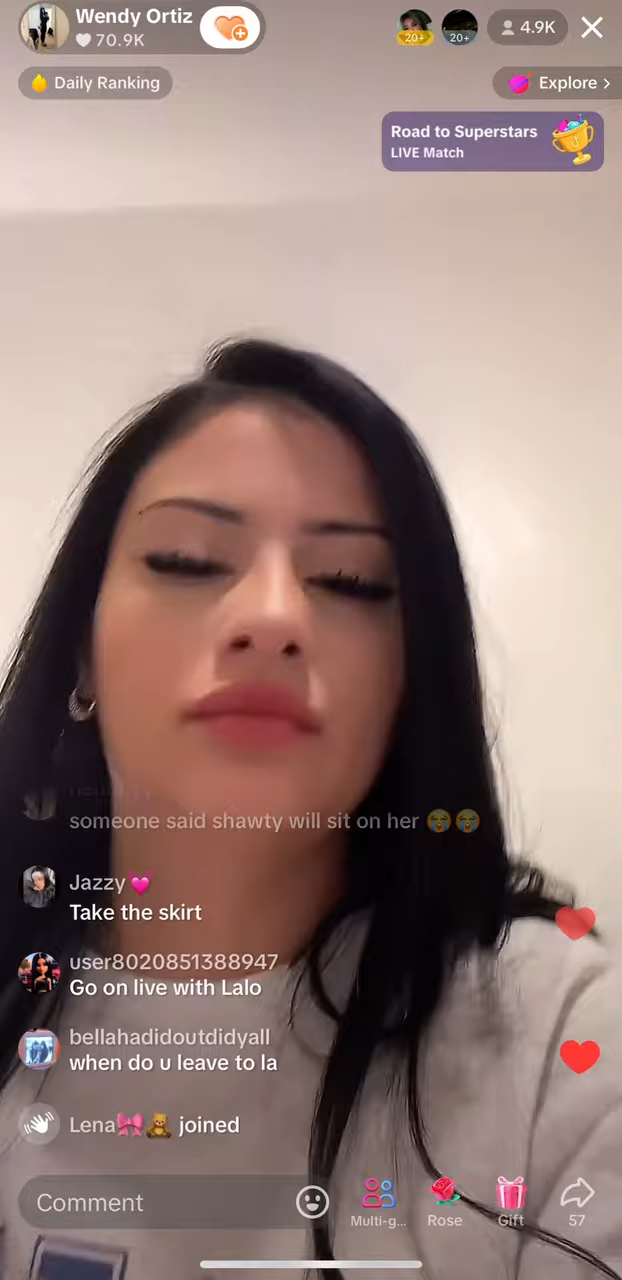 Wendy Ortiz
70.9K
20+
20+
4.9K
Daily Ranking
Explore >
Road to Superstars
LIVE Match
someone said shawty will sit on her 😭😭
Jazzy💓
Take the skirt
user8020851388947
Go on live with Lalo
bellahadidoutdidyall
when do u leave to la
Lena🎀🧸 joined
Comment
Multi-g...
Rose
Gift
57